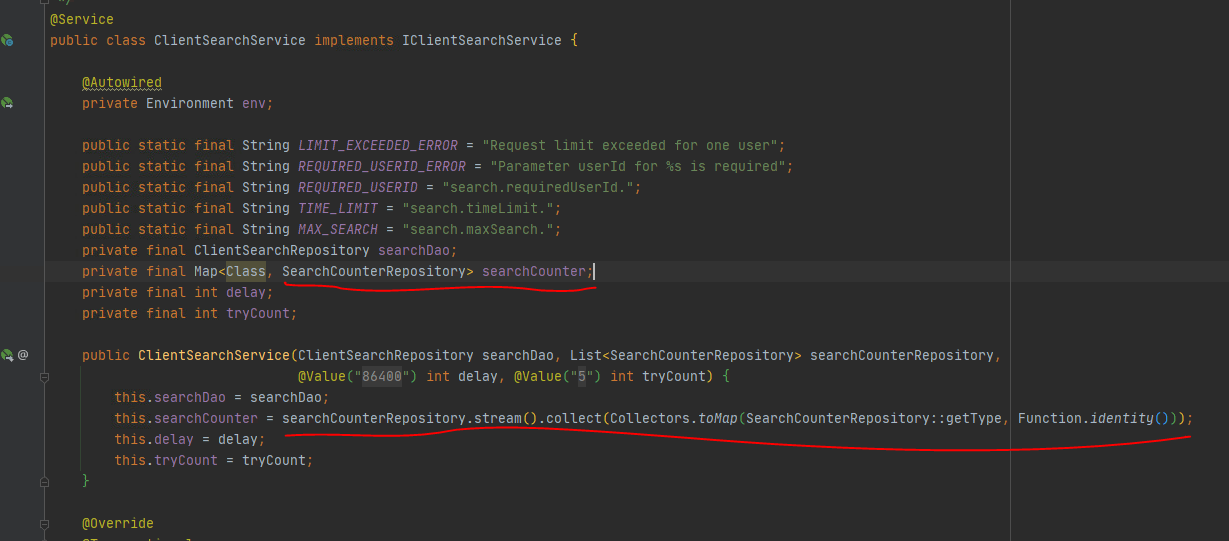 */
@Service
public class ClientSearchService implements IClientSearchService {
@Autowired
private Environment env;
public static final String LIMIT_EXCEEDED_ERROR = "Request limit exceeded for one user";
public static final String REQUIRED_USERID_ERROR = "Parameter userId for %s is required";
public static final String REQUIRED_USERID = "search.requiredUserId.";
public static final String TIME_LIMIT = "search.timeLimit.";
public static final String MAX_SEARCH = "search.maxSearch.";
private final ClientSearchRepository searchDao;
private final Map<Class, SearchCounterRepository> searchCounter;
private final int delay;
private final int tryCount;
@ public ClientSearchService(ClientSearchRepository searchDao, List<SearchCounterRepository> searchCounterRepository,
@Value("86400") int delay, @Value("5") int tryCount) {
this.searchDao = searchDao;
this.searchCounter = searchCounterRepository.stream().collect(Collectors.toMap(SearchCounterRepository::getType, Function.identity()));
this.delay = delay;
this.tryCount = tryCount;
}
@Override